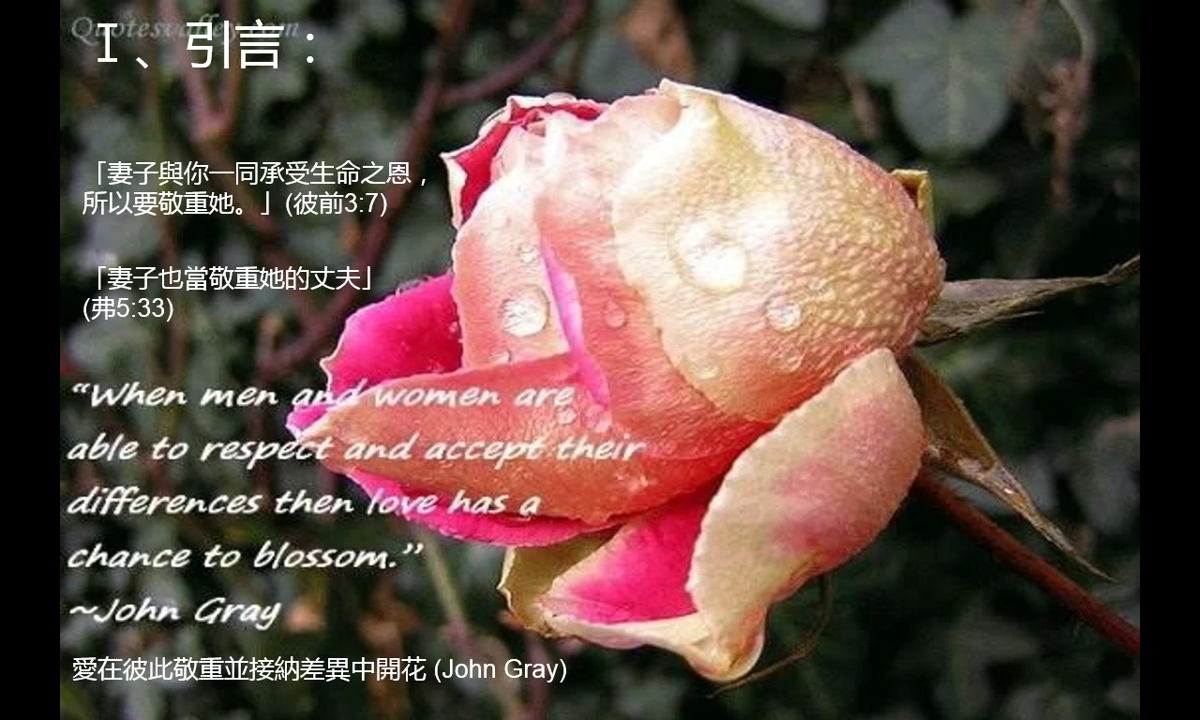 Quotesvalley.com
I、引言：
「妻子與你一同承受生命之恩，
所以要敬重她。」(彼前3:7)
「妻子也當敬重她的丈夫」
(弗5:33)
“When men and women are
able to respect and accept their
differences then love has a
chance to blossom.”
~John Gray
愛在彼此敬重並接納差異中開花 (John Gray)